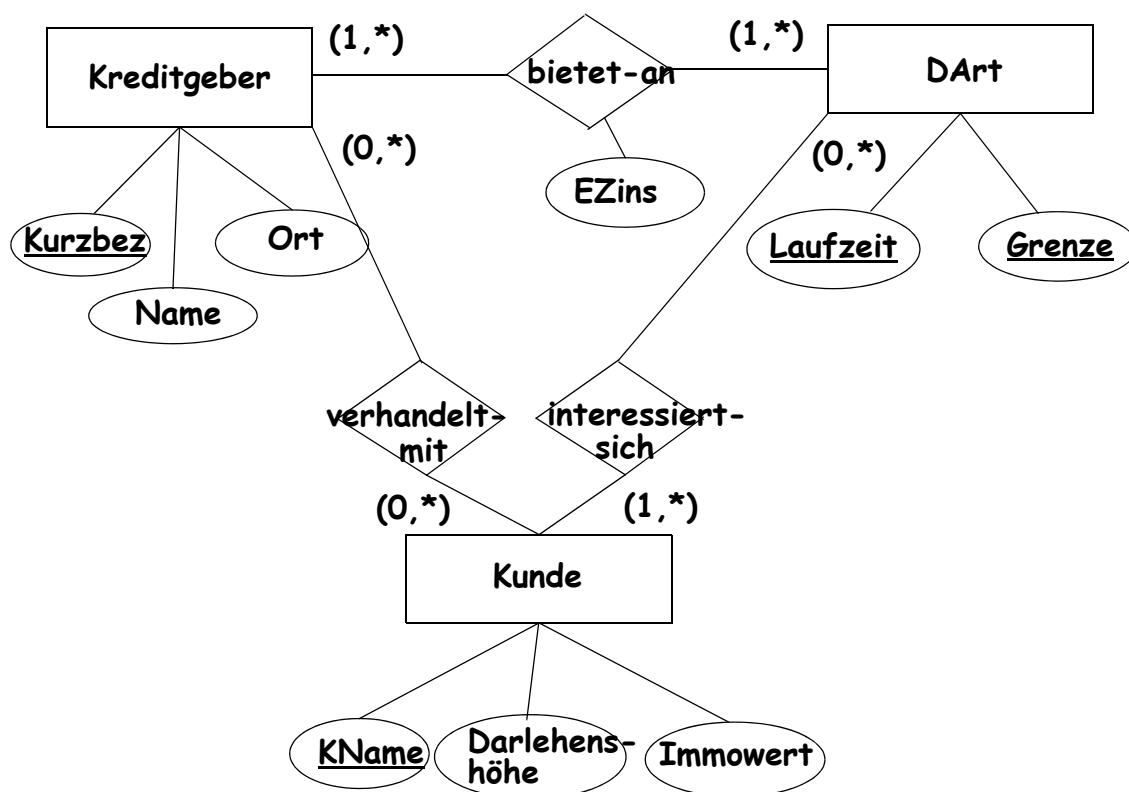 (1,*)
(1,*)
Kreditgeber
bietet-an
DArt
(0,*)
(0,*)
EZins
Kurzbez
Ort
Laufzeit
Grenze
Name
verhandelt-
mit
interessiert-
sich
(0,*)
(1,*)
Kunde
KName
Darlehens-
höhe
Immowert